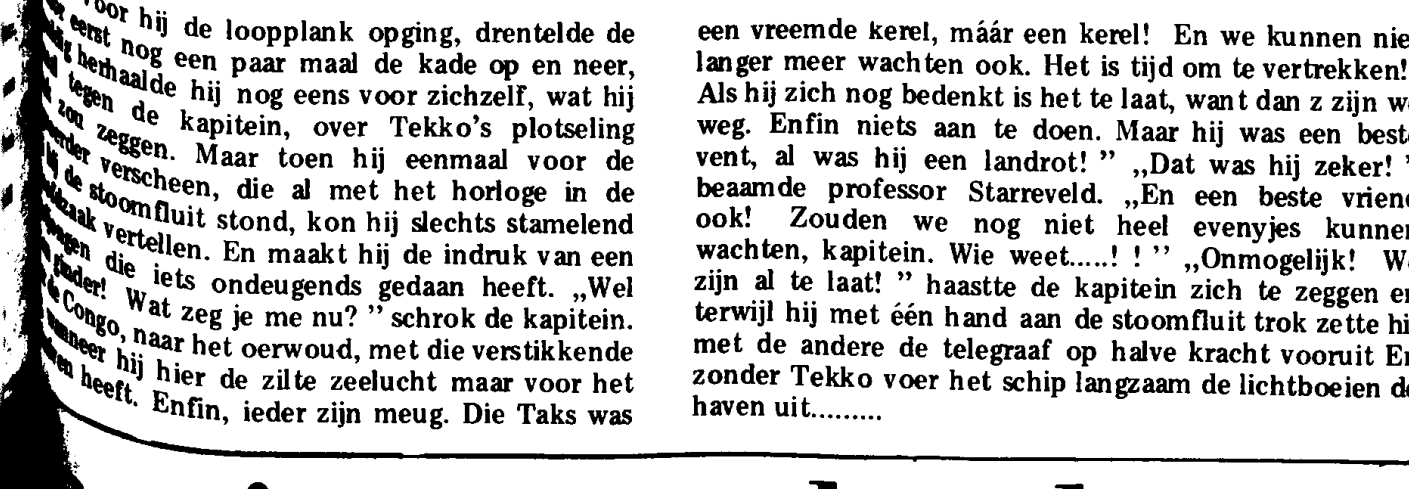 voor hij de loopplank opging, drentelde de
eerst nog een paar maal de kade op en neer,
herhaalde hij nog eens voor zichzelf, wat hij
tegen de kapitein, over Tekko's plotseling
zou zeggen. Maar toen hij eenmaal voor de
verscheen, die al met het horloge in de
de stoomfluit stond, kon hij slechts stamelend
vertellen. En maakt hij de indruk van een
die iets ondeugends gedaan heeft. „Wel
Wat zeg je me nu? ” schrok de kapitein.
de Congo, naar het oerwoud, met die verstikkende
hij hier de zilte zeelucht maar voor het
heeft. Enfin, ieder zijn meug. Die Taks was
een vreemde kerel, máár een kerel! En we kunnen nie
langer meer wachten ook. Het is tijd om te vertrekken!
Als hij zich nog bedenkt is het te laat, want dan z zijn w
weg. Enfin niets aan te doen. Maar hij was een best
vent, al was hij een landrot! ” „Dat was hij zeker! ”
beaamde professor Starreveld. „En een beste vrien
ook! Zouden we nog niet heel evenyjes kunnen
wachten, kapitein. Wie weet.....! ! ” „Onmogelijk! W
zijn al te laat! ” haastte de kapitein zich te zeggen en
terwijl hij met één hand aan de stoomfluit trok zette hi
met de andere de telegraaf op halve kracht vooruit En
zonder Tekko voer het schip langzaam de lichtboeien de
haven uit.........